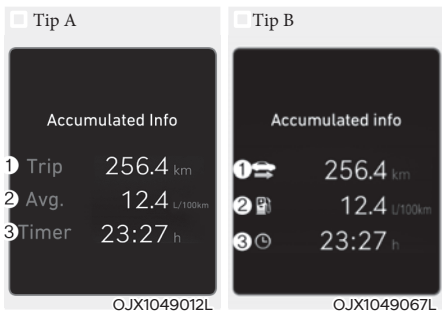 Tip A
Accumulated Info
1 Trip 256.4 km
2 Avg. 12.4 L/100km
3 Timer 23:27 h
OJX1049012L
Tip B
Accumulated info
1 256.4 km
2 12.4 L/100km
3 23:27 h
OJX1049067L